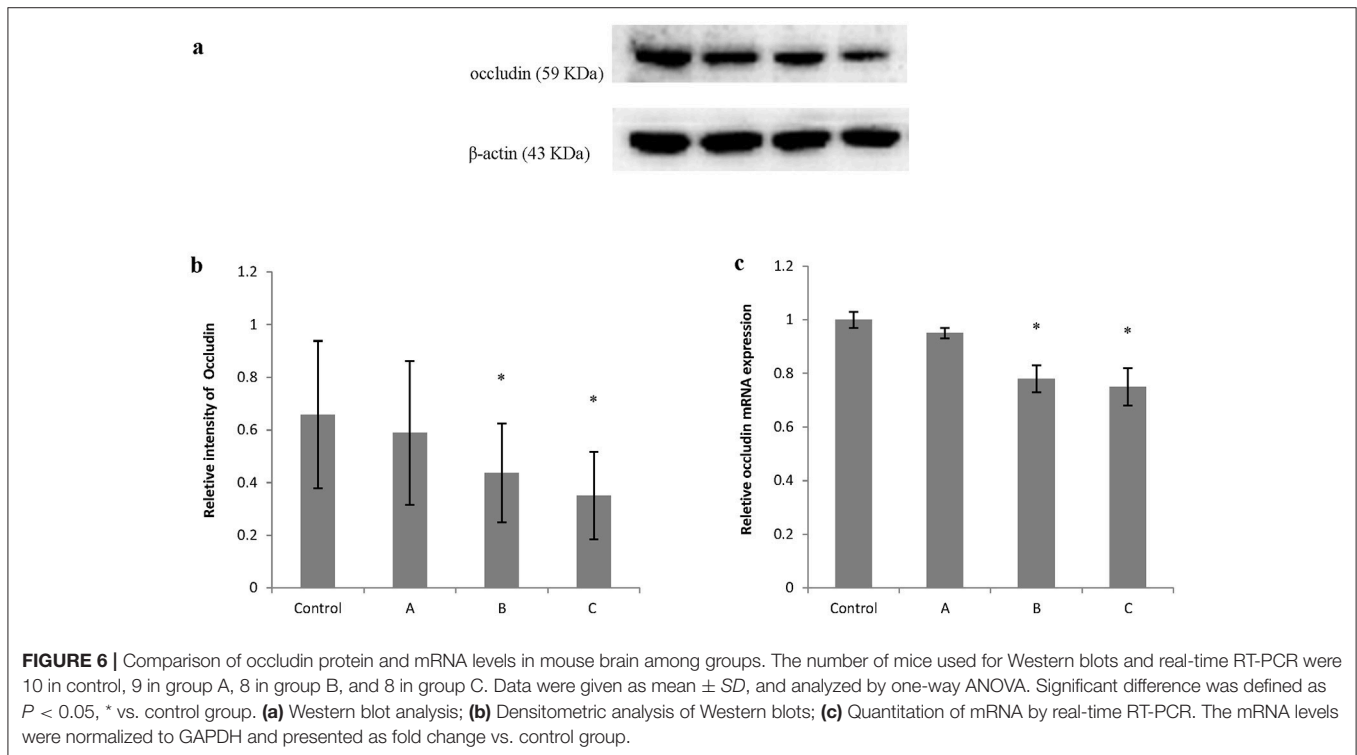 a
occludin (59 KDa)
β-actin (43 KDa)
b
Reletive intensity of Occludin
1.2
1
0.8
0.6
0.4
0.2
0
* *
Control A B C
c
Relative occludin mRNA expression
1.2
1
0.8
0.6
0.4
0.2
0
* *
Control A B C
FIGURE 6 | Comparison of occludin protein and mRNA levels in mouse brain among groups. The number of mice used for Western blots and real-time RT-PCR were
10 in control, 9 in group A, 8 in group B, and 8 in group C. Data were given as mean ± SD, and analyzed by one-way ANOVA. Significant difference was defined as
P < 0.05, * vs. control group. (a) Western blot analysis; (b) Densitometric analysis of Western blots; (c) Quantitation of mRNA by real-time RT-PCR. The mRNA levels
were normalized to GAPDH and presented as fold change vs. control group.